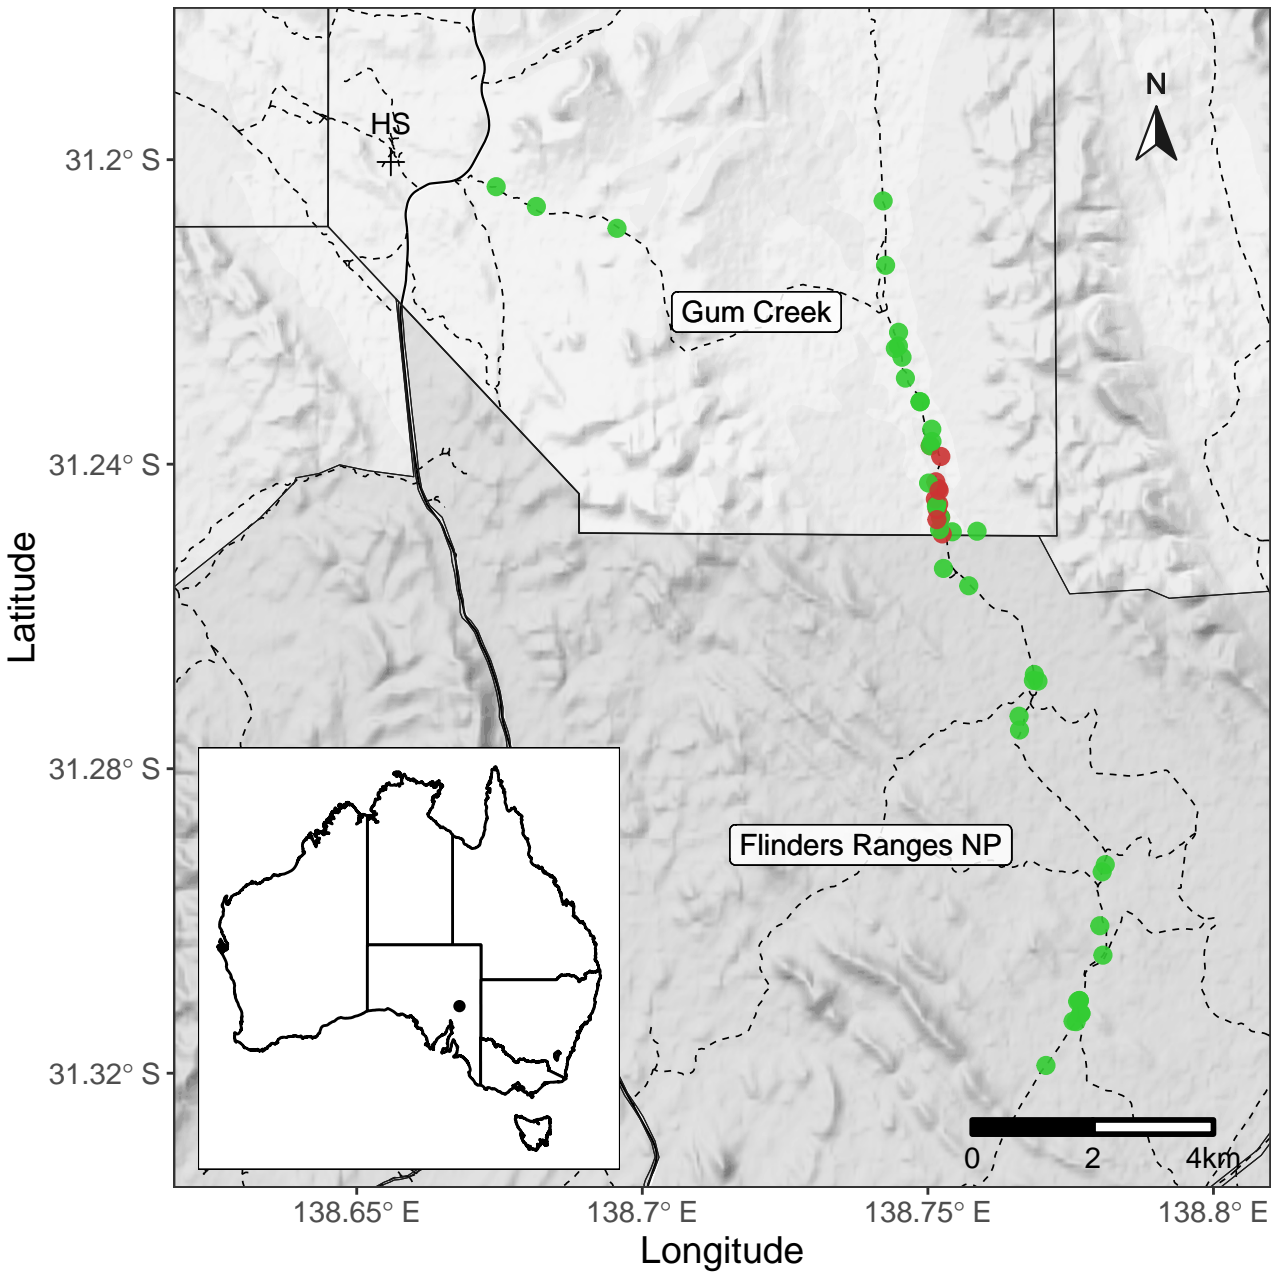 N
HS
31.2° S
Gum Creek
31.24° S
Latitude
31.28° S
Flinders Ranges NP
31.32° S
0 2 4km
138.65° E 138.7° E 138.75° E 138.8° E
Longitude